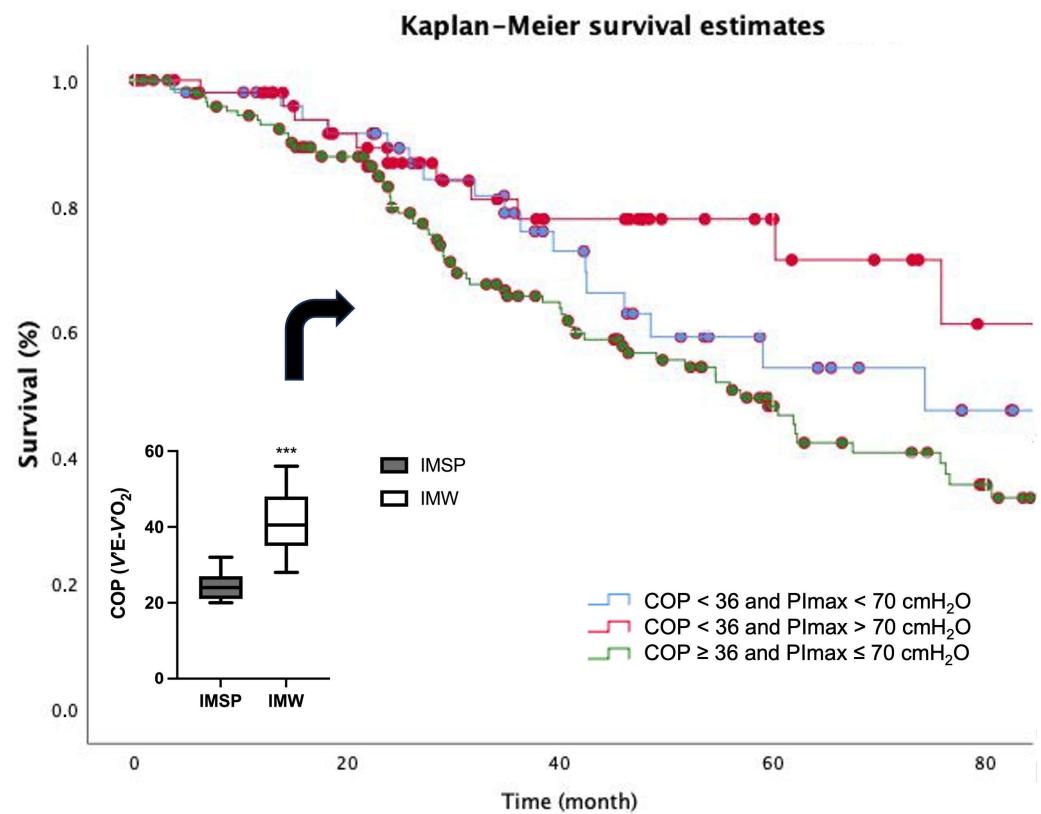 Kaplan-Meier survival estimates
1.0
0.8
0.6
0.4
0.2
0.0
Survival (%)
60
40
20
0
COP (V'E-V'O₂)
***
IMSP
IMW
IMSP
IMW
COP < 36 and PImax < 70 cmH₂O
COP < 36 and PImax > 70 cmH₂O
COP ≥ 36 and PImax ≤ 70 cmH₂O
0 20 40 60 80
Time (month)